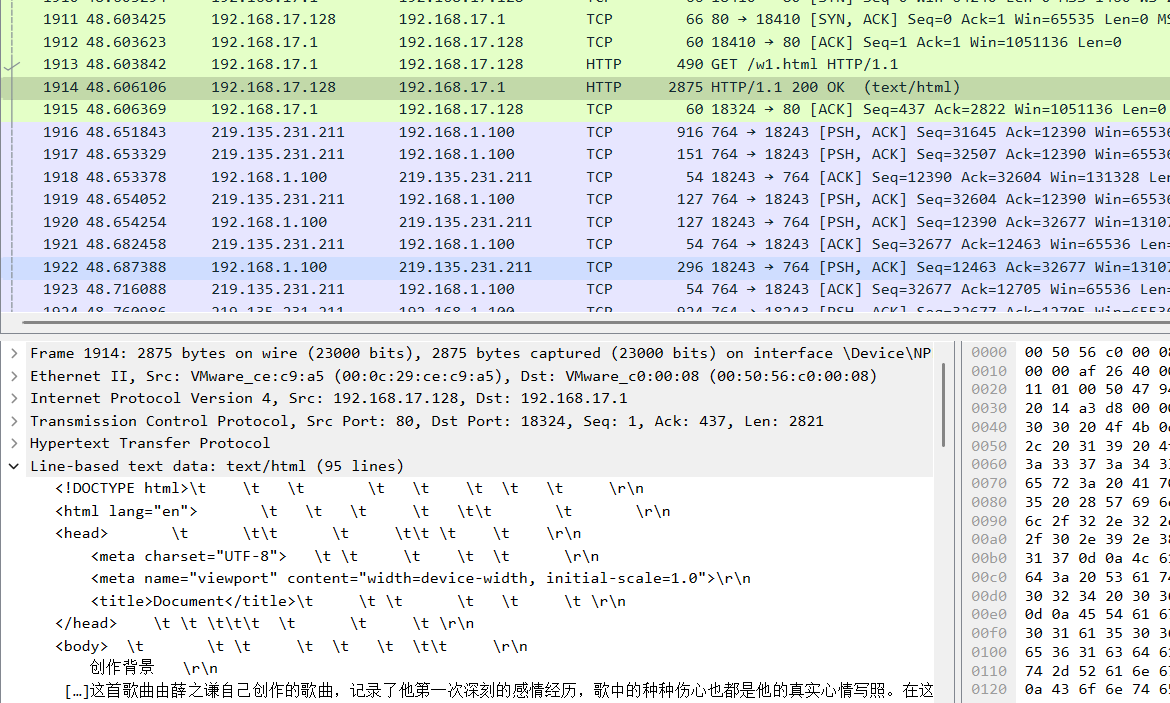 1911 48.603425 192.168.17.128 192.168.17.1 TCP 66 80 → 18410 [SYN, ACK] Seq=0 Ack=1 Win=65535 Len=0
1912 48.603623 192.168.17.1 192.168.17.128 TCP 60 18410 → 80 [ACK] Seq=1 Ack=1 Win=1051136 Len=0
1913 48.603842 192.168.17.1 192.168.17.128 HTTP 490 GET /w1.html HTTP/1.1
1914 48.606106 192.168.17.128 192.168.17.1 HTTP 2875 HTTP/1.1 200 OK (text/html)
1915 48.606369 192.168.17.1 192.168.17.128 TCP 60 18324 → 80 [ACK] Seq=437 Ack=2822 Win=1051136 Len=0
1916 48.651843 219.135.231.211 192.168.1.100 TCP 916 764 → 18243 [PSH, ACK] Seq=31645 Ack=12390 Win=6553
1917 48.653329 219.135.231.211 192.168.1.100 TCP 151 764 → 18243 [PSH, ACK] Seq=32507 Ack=12390 Win=6553
1918 48.653378 192.168.1.100 219.135.231.211 TCP 54 18243 → 764 [ACK] Seq=12390 Ack=32604 Win=131328
1919 48.654052 219.135.231.211 192.168.1.100 TCP 127 764 → 18243 [PSH, ACK] Seq=32604 Ack=12390 Win=6553
1920 48.654254 192.168.1.100 219.135.231.211 TCP 127 18243 → 764 [PSH, ACK] Seq=12390 Ack=32677 Win=1310
1921 48.682458 219.135.231.211 192.168.1.100 TCP 54 764 → 18243 [ACK] Seq=32677 Ack=12463 Win=65536 Len=
1922 48.687388 192.168.1.100 219.135.231.211 TCP 296 18243 → 764 [PSH, ACK] Seq=12463 Ack=32677 Win=1310
1923 48.716088 219.135.231.211 192.168.1.100 TCP 54 764 → 18243 [ACK] Seq=32677 Ack=12705 Win=65536 Len=
Frame 1914: 2875 bytes on wire (23000 bits), 2875 bytes captured (23000 bits) on interface \Device\NP
Ethernet II, Src: VMware_ce:c9:a5 (00:0c:29:ce:c9:a5), Dst: VMware_c0:00:08 (00:50:56:c0:00:08)
Internet Protocol Version 4, Src: 192.168.17.128, Dst: 192.168.17.1
Transmission Control Protocol, Src Port: 80, Dst Port: 18324, Seq: 1, Ack: 437, Len: 2821
Hypertext Transfer Protocol
Line-based text data: text/html (95 lines)
<!DOCTYPE html>\t \t \t \t \t \t \t \t \r\n
<html lang="en"> \t \t \t \t \t\t \t \r\n
<head> \t \t\t \t \t\t \t \t \r\n
<meta charset="UTF-8"> \t \t \t \t \t \r\n
<meta name="viewport" content="width=device-width, initial-scale=1.0">\r\n
<title>Document</title>\t \t \t \t \t \t \r\n
</head> \t \t \t\t\t \t \t \t \r\n
<body> \t \t \t \t \t \t \t\t \r\n
创作背景 \r\n
[…]这首歌曲由薛之谦自己创作的歌曲，记录了他第一次深刻的感情经历，歌中的种种伤心也都是他的真实心情写照。在这
0000 00 50 56 c0 00
0010 00 00 af 26 40
0020 11 01 00 50 47
0030 20 14 a3 d8 00
0040 30 30 20 4f 4b
0050 2c 20 31 39 20
0060 3a 33 37 3a 34
0070 65 72 3a 20 41
0080 35 20 28 57 69
0090 6c 2f 32 2e 32
00a0 2f 30 2e 39 2e
00b0 31 37 0d 0a 4c
00c0 64 3a 20 53 61
00d0 30 32 34 20 30
00e0 0d 0a 45 54 61
00f0 30 31 61 35 30
0100 65 36 31 63 64
0110 74 2d 52 61 6e
0120 0a 43 6f 6e 74